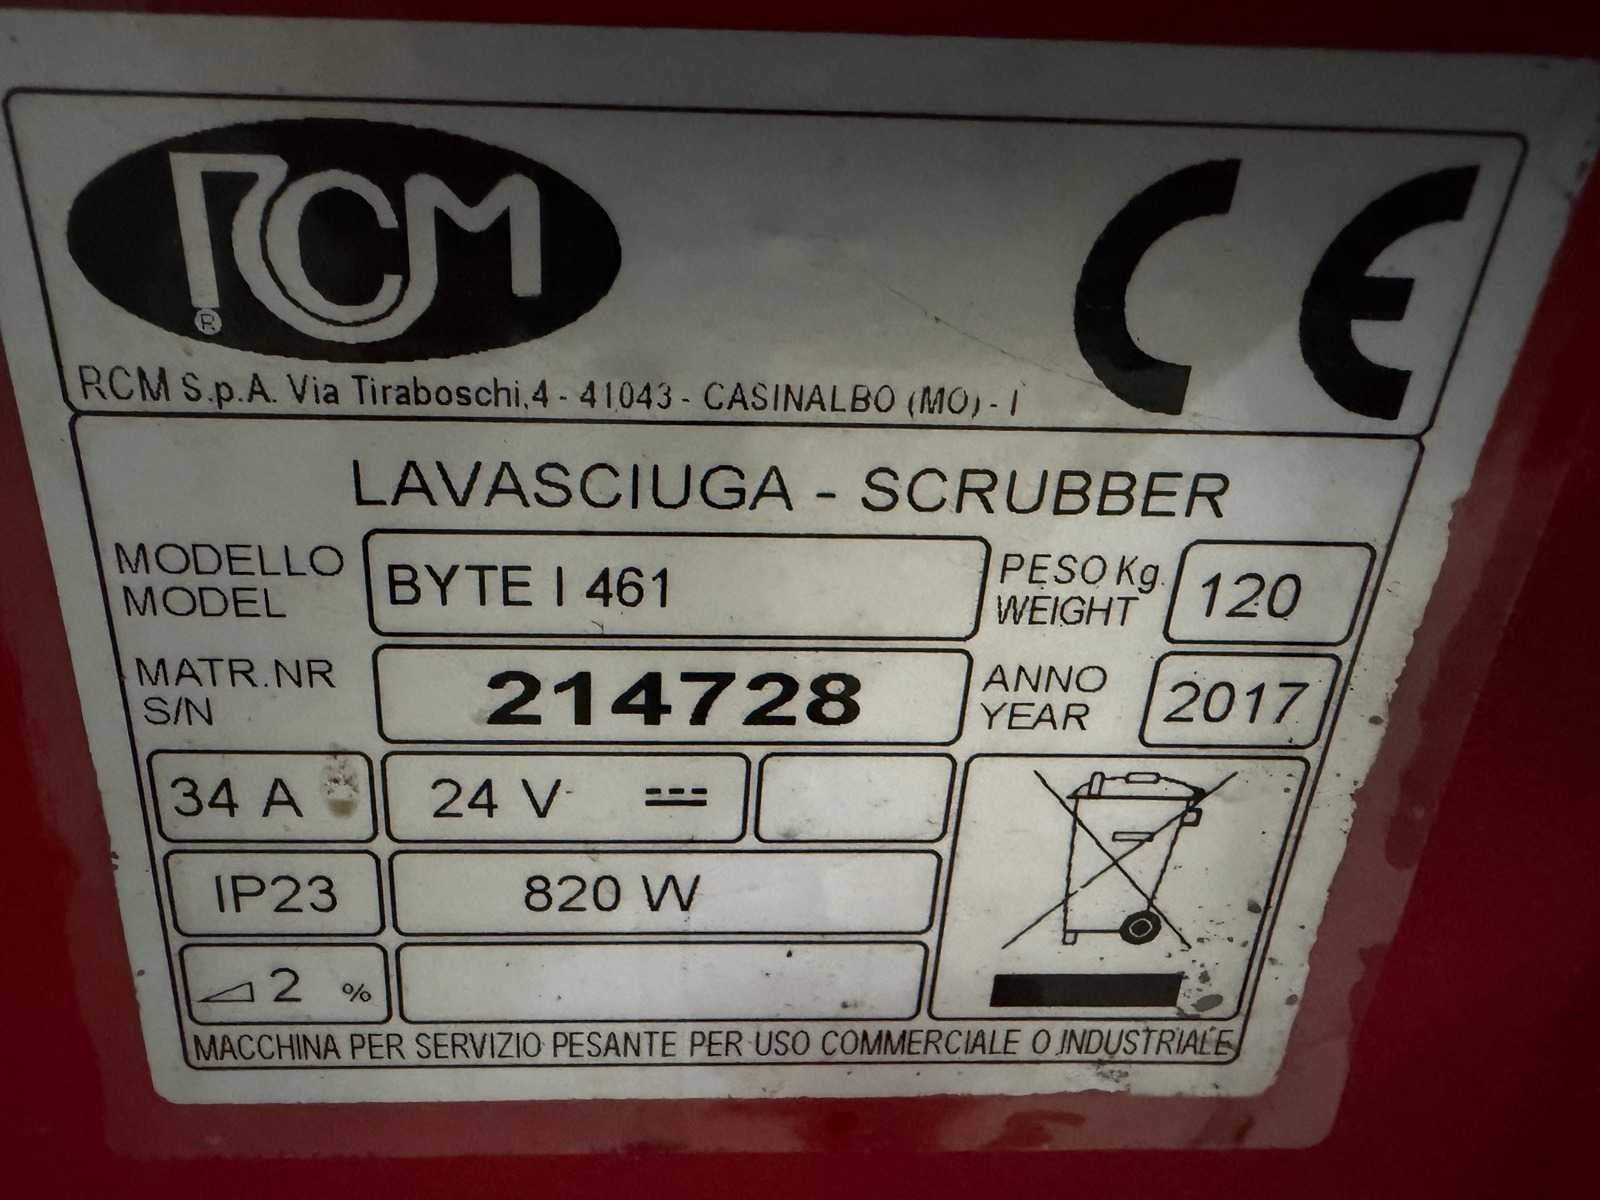 RCM
®
RCM S.p.A. Via Tiraboschi,4 - 41043 - CASINALBO (MO) - I
CE
LAVASCIUGA - SCRUBBER
MODELLO
MODEL
BYTE I 461
PESO Kg.
WEIGHT
120
MATR.NR
S/N
214728
ANNO
YEAR
2017
34 A
24 V
IP23
820 W
2 %
MACCHINA PER SERVIZIO PESANTE PER USO COMMERCIALE O INDUSTRIALE